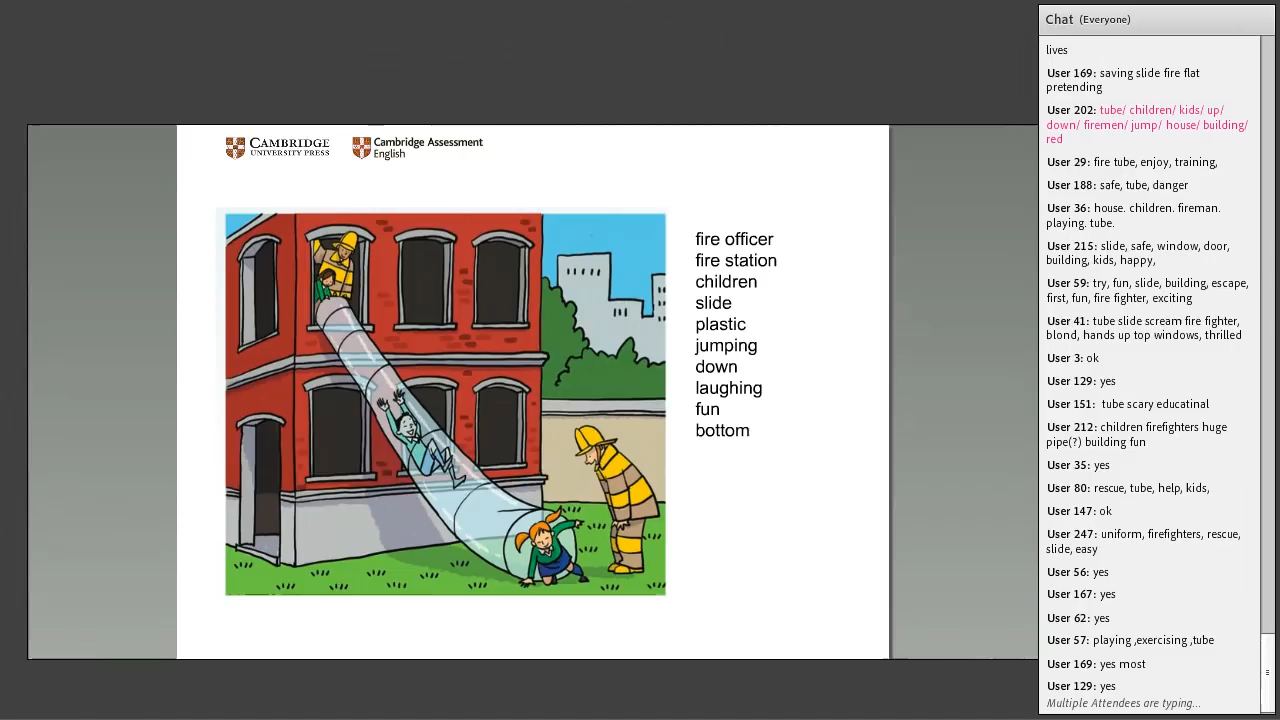 CAMBRIDGE
UNIVERSITY PRESS
Cambridge Assessment
English
fire officer
fire station
children
slide
plastic
jumping
down
laughing
fun
bottom
Chat (Everyone)
lives
User 169: saving slide fire flat
pretending
User 202: tube/ children/ kids/ up/
down/ firemen/ jump/ house/ building/
red
User 29: fire tube, enjoy, training,
User 188: safe, tube, danger
User 36: house. children. fireman.
playing. tube.
User 215: slide, safe, window, door,
building, kids, happy,
User 59: try, fun, slide, building, escape,
first, fun, fire fighter, exciting
User 41: tube slide scream fire fighter,
blond, hands up top windows, thrilled
User 3: ok
User 129: yes
User 151: tube scary educatinal
User 212: children firefighters huge
pipe(?) building fun
User 35: yes
User 80: rescue, tube, help, kids,
User 147: ok
User 247: uniform, firefighters, rescue,
slide, easy
User 56: yes
User 167: yes
User 62: yes
User 57: playing ,exercising ,tube
User 169: yes most
User 129: yes
Multiple Attendees are typing...